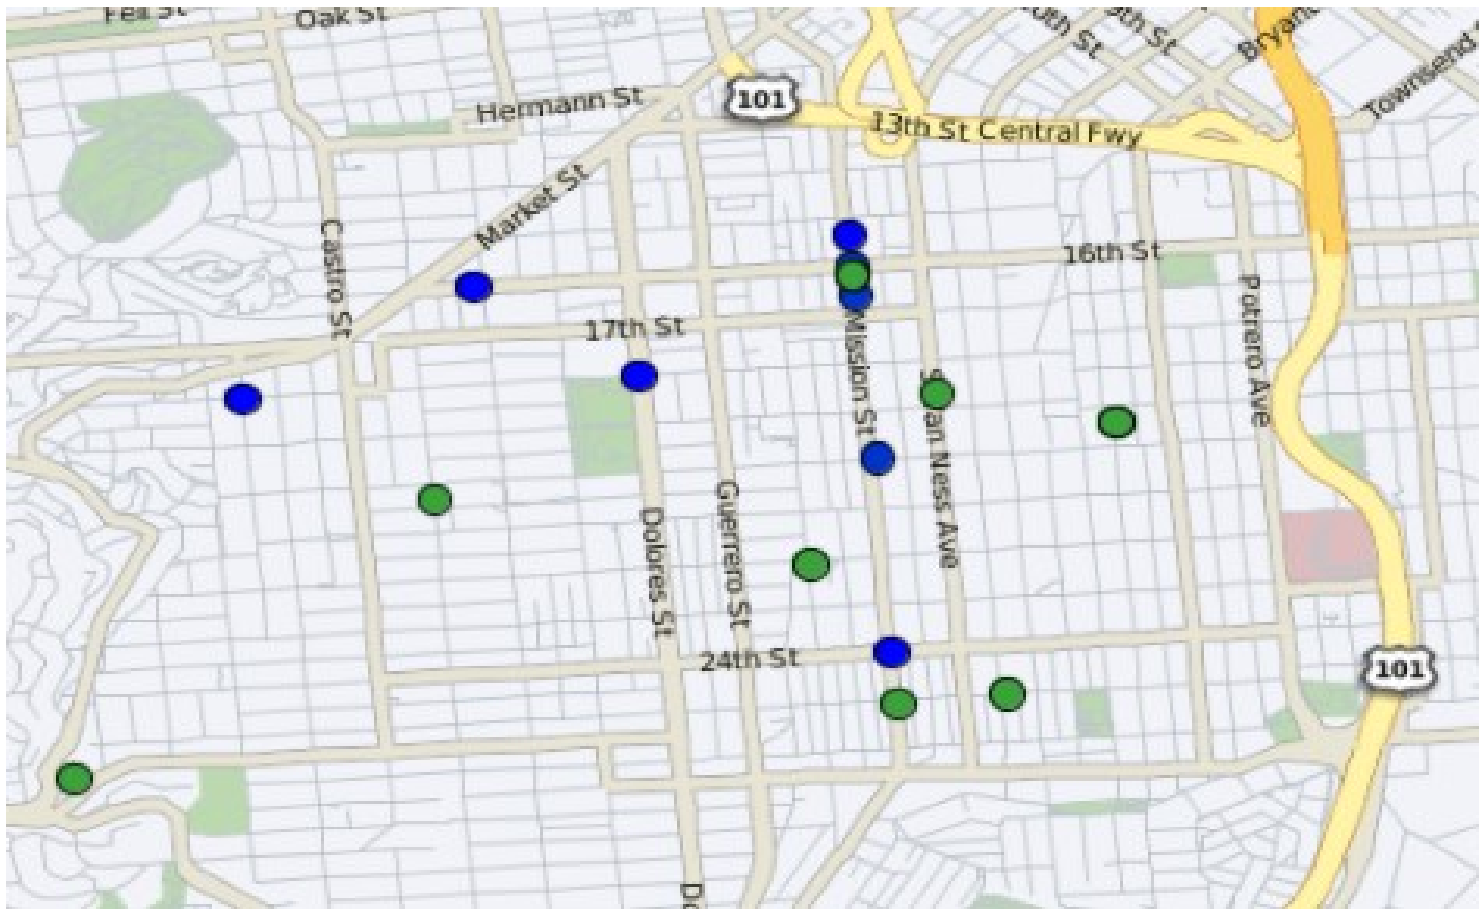 Fell St
Oak St
Bryant
Townsend
Hermann St
101
13th St Central Fwy
Market St
Castro St
16th St
17th St
Mission St
Potrero Ave
an Ness Ave
Guerrero St
Dolores St
24th St
101